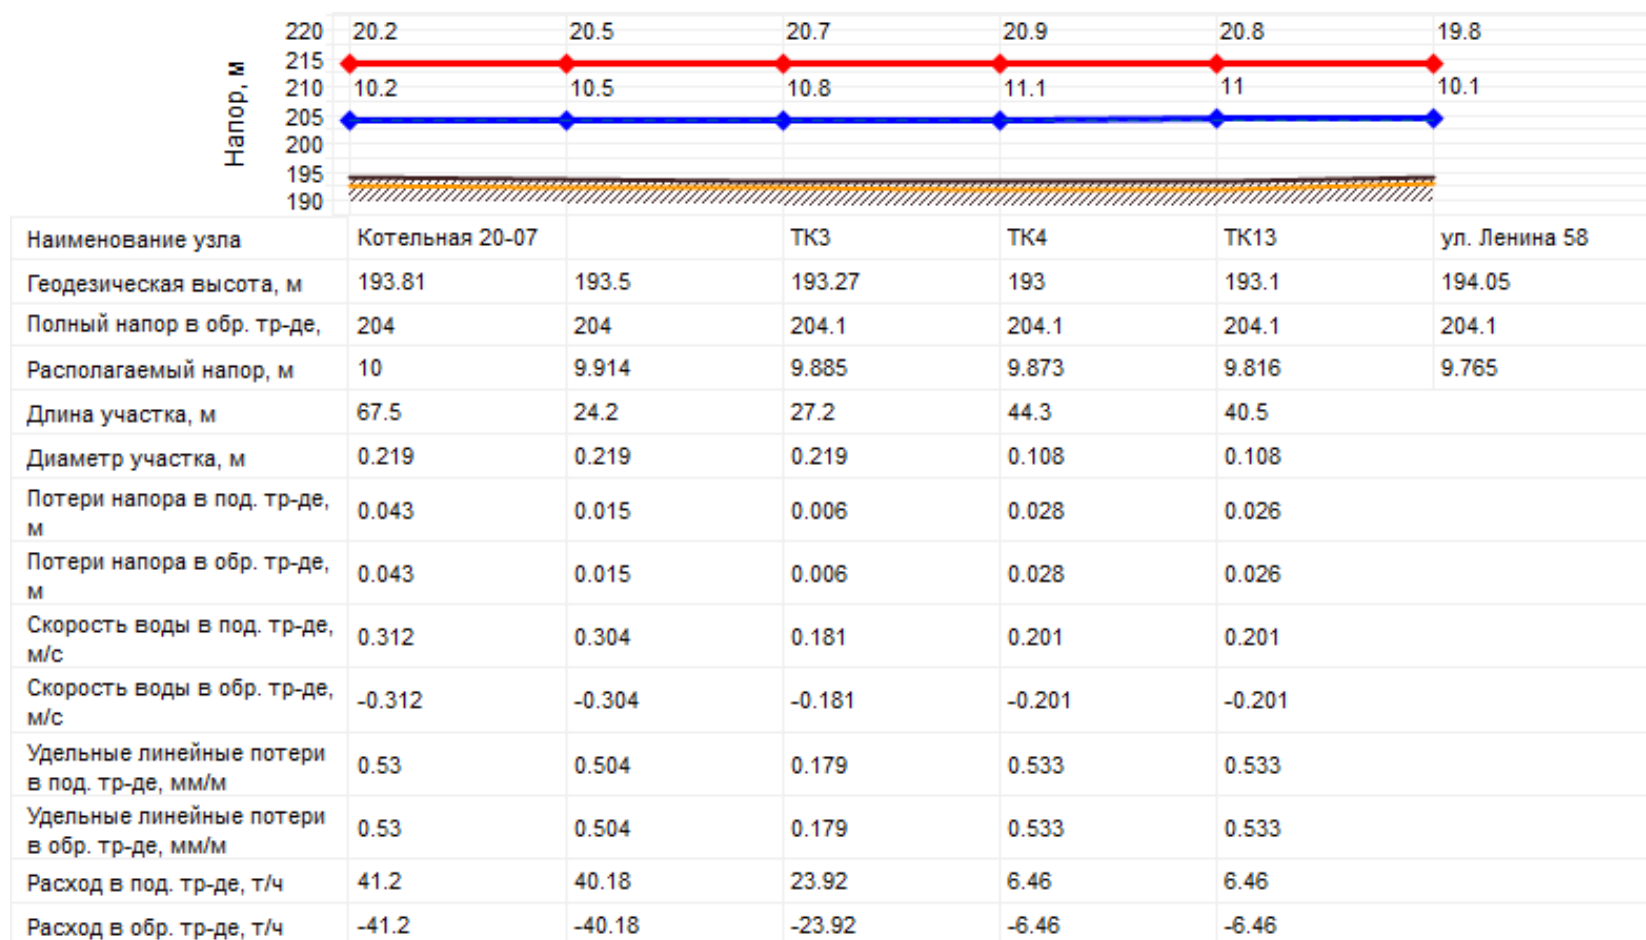 220 20.2 20.5 20.7 20.9 20.8 19.8
215
210 10.2 10.5 10.8 11.1 11 10.1
205
200
195
190
Напор, м
Наименование узла Котельная 20-07 ТК3 ТК4 ТК13 ул. Ленина 58
Геодезическая высота, м 193.81 193.5 193.27 193 193.1 194.05
Полный напор в обр. тр-де, 204 204 204.1 204.1 204.1 204.1
Располагаемый напор, м 10 9.914 9.885 9.873 9.816 9.765
Длина участка, м 67.5 24.2 27.2 44.3 40.5
Диаметр участка, м 0.219 0.219 0.219 0.108 0.108
Потери напора в под. тр-де,
м 0.043 0.015 0.006 0.028 0.026
Потери напора в обр. тр-де,
м 0.043 0.015 0.006 0.028 0.026
Скорость воды в под. тр-де,
м/с 0.312 0.304 0.181 0.201 0.201
Скорость воды в обр. тр-де,
м/с -0.312 -0.304 -0.181 -0.201 -0.201
Удельные линейные потери
в под. тр-де, мм/м 0.53 0.504 0.179 0.533 0.533
Удельные линейные потери
в обр. тр-де, мм/м 0.53 0.504 0.179 0.533 0.533
Расход в под. тр-де, т/ч 41.2 40.18 23.92 6.46 6.46
Расход в обр. тр-де, т/ч -41.2 -40.18 -23.92 -6.46 -6.46